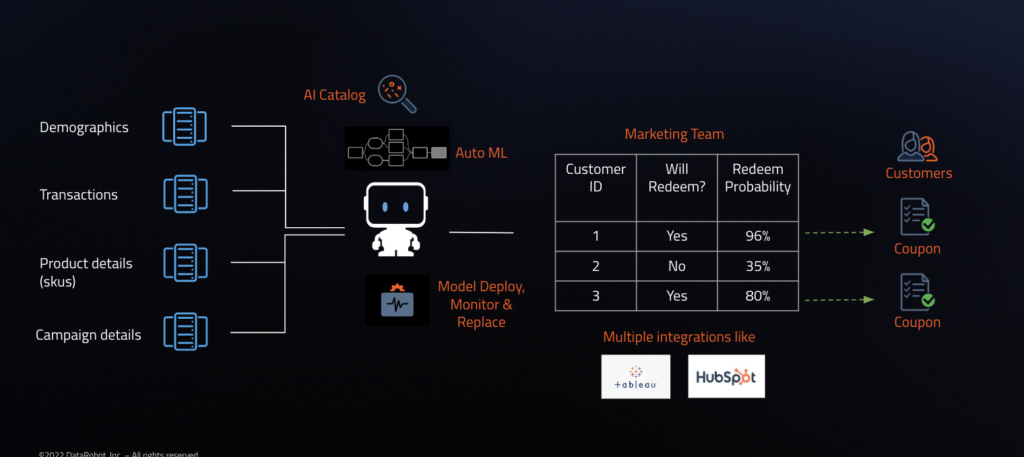 AI Catalog
Demographics
Auto ML
Transactions
Product details
(skus)
Campaign details
Model Deploy,
Monitor &
Replace
Marketing Team
Customer ID
Will Redeem?
Redeem Probability
1 Yes 96%
2 No 35%
3 Yes 80%
Multiple integrations like
+ableau
HubSpot
Customers
Coupon
Coupon
©2022 DataRobot, Inc. – All rights reserved